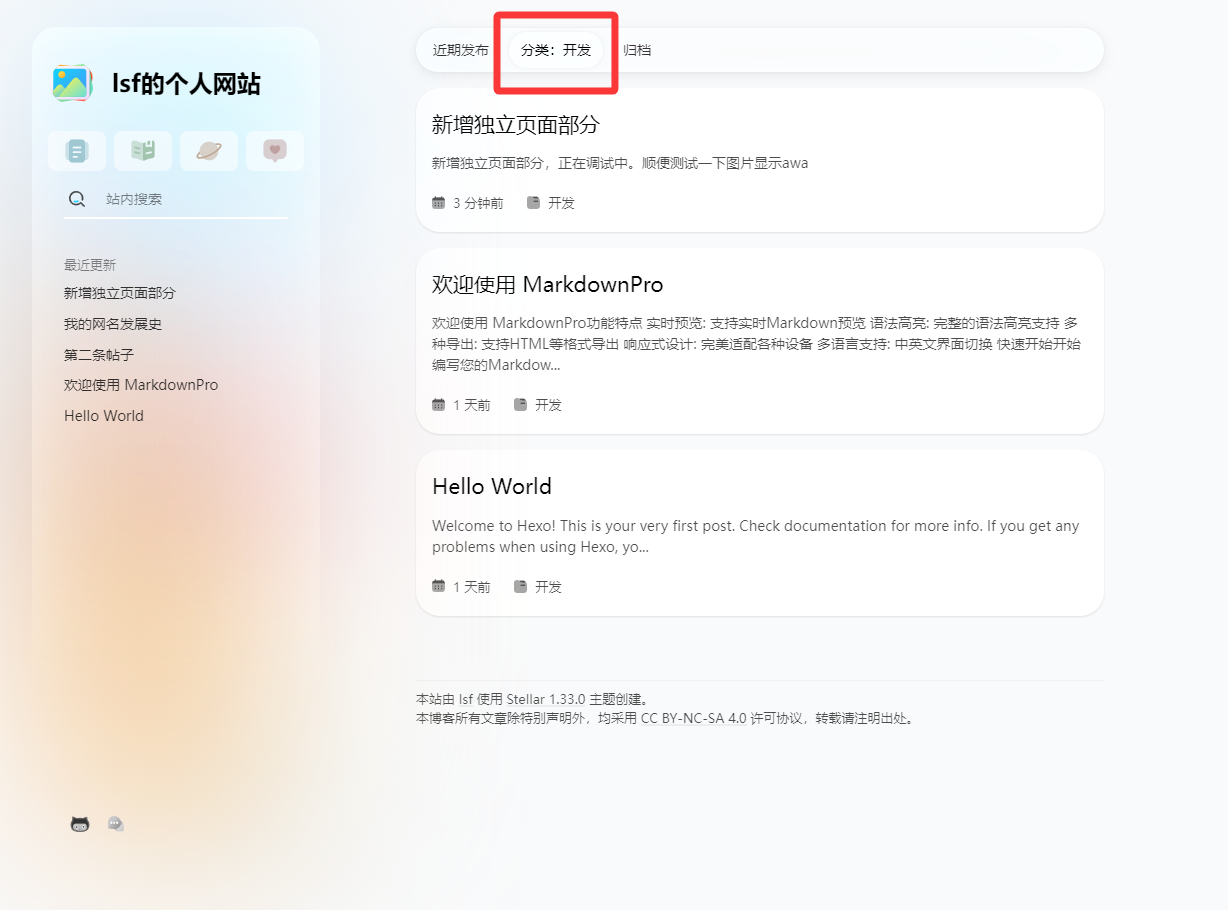 lsf的个人网站
站内搜索
最近更新
新增独立页面部分
我的网名发展史
第二条帖子
欢迎使用 MarkdownPro
Hello World
近期发布 分类：开发 归档
新增独立页面部分
新增独立页面部分，正在调试中。顺便测试一下图片显示awa
3 分钟前 开发
欢迎使用 MarkdownPro
欢迎使用 MarkdownPro功能特点 实时预览: 支持实时Markdown预览 语法高亮: 完整的语法高亮支持 多
种导出: 支持HTML等格式导出 响应式设计: 完美适配各种设备 多语言支持: 中英文界面切换 快速开始开始
编写您的Markdow...
1 天前 开发
Hello World
Welcome to Hexo! This is your very first post. Check documentation for more info. If you get any
problems when using Hexo, yo...
1 天前 开发
本站由 lsf 使用 Stellar 1.33.0 主题创建。
本博客所有文章除特别声明外，均采用 CC BY-NC-SA 4.0 许可协议，转载请注明出处。